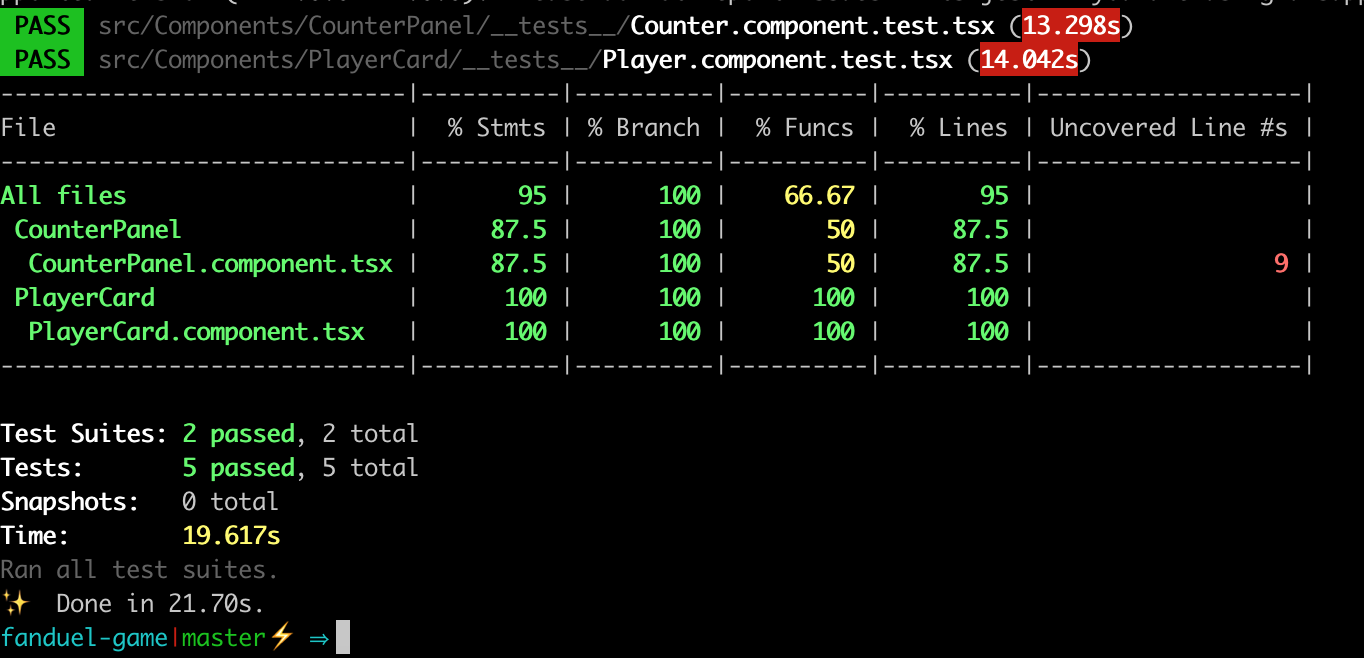 PASS src/Components/CounterPanel/__tests__/Counter.component.test.tsx (13.298s)
PASS src/Components/PlayerCard/__tests__/Player.component.test.tsx (14.042s)
-----------------------------|----------|----------|----------|----------|-------------------|
File                         |  % Stmts | % Branch |  % Funcs |  % Lines | Uncovered Line #s |
-----------------------------|----------|----------|----------|----------|-------------------|
All files                    |       95 |      100 |    66.67 |       95 |                   |
 CounterPanel                |     87.5 |      100 |       50 |     87.5 |                   |
  CounterPanel.component.tsx |     87.5 |      100 |       50 |     87.5 |                 9 |
 PlayerCard                  |      100 |      100 |      100 |      100 |                   |
  PlayerCard.component.tsx   |      100 |      100 |      100 |      100 |                   |
-----------------------------|----------|----------|----------|----------|-------------------|
Test Suites: 2 passed, 2 total
Tests:       5 passed, 5 total
Snapshots:   0 total
Time:        19.617s
Ran all test suites.
✨  Done in 21.70s.
fanduel-game|master⚡ ⇒